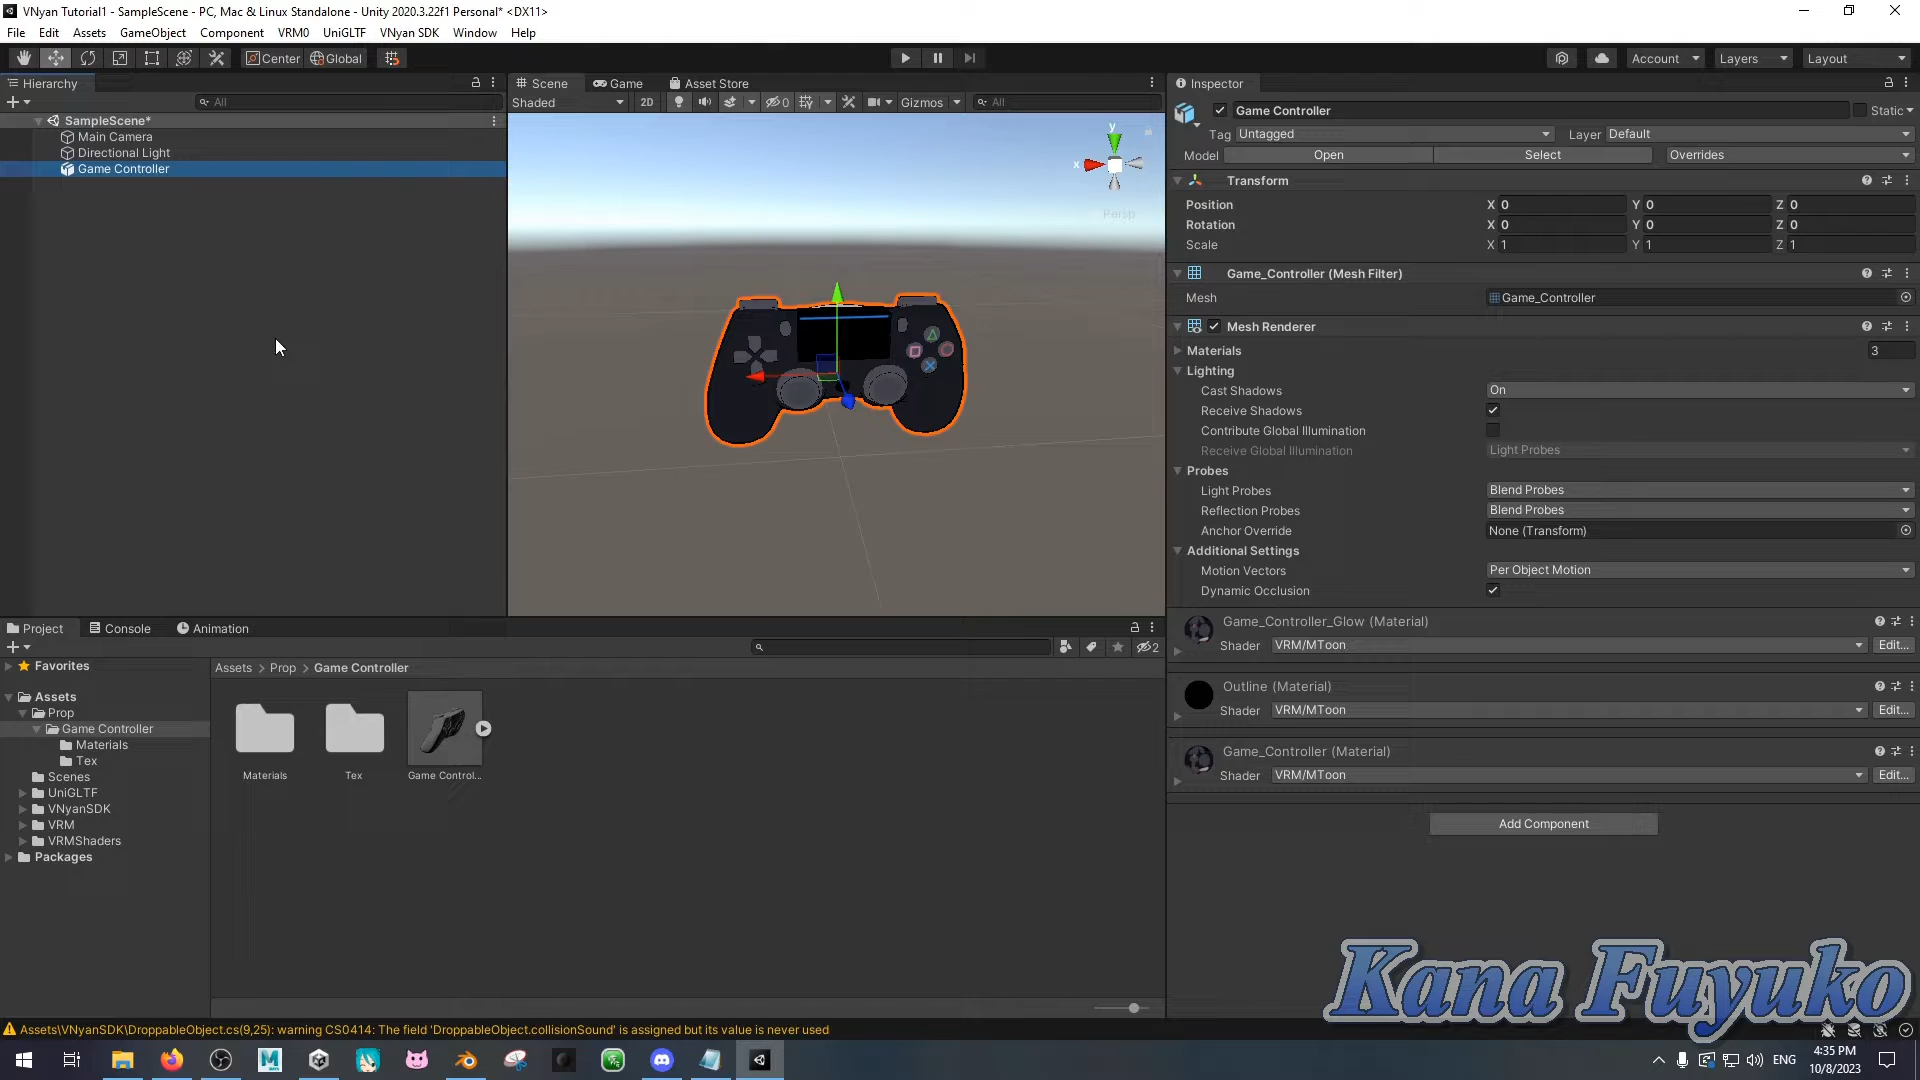 VNyan Tutorial1 - SampleScene - PC, Mac & Linux Standalone - Unity 2020.3.22f1 Personal* <DX11>
File Edit Assets GameObject Component VRM0 UniGLTF VNyan SDK Window Help
Center Global Account Layers Layout
Hierarchy
All
SampleScene*
Main Camera
Directional Light
Game Controller
Scene Game Asset Store
Shaded 2D 0 Gizmos All
y
x
Persp
Inspector
Game Controller Static
Tag Untagged Layer Default
Model Open Select Overrides
Transform
Position X 0 Y 0 Z 0
Rotation X 0 Y 0 Z 0
Scale X 1 Y 1 Z 1
Game_Controller (Mesh Filter)
Mesh Game_Controller
Mesh Renderer
Materials 3
Lighting
Cast Shadows On
Receive Shadows
Contribute Global Illumination
Receive Global Illumination Light Probes
Probes
Light Probes Blend Probes
Reflection Probes Blend Probes
Anchor Override None (Transform)
Additional Settings
Motion Vectors Per Object Motion
Dynamic Occlusion
Game_Controller_Glow (Material)
Shader VRM/MToon Edit...
Outline (Material)
Shader VRM/MToon Edit...
Game_Controller (Material)
Shader VRM/MToon Edit...
Add Component
Project Console Animation
2
Favorites
Assets
Prop
Game Controller
Materials
Tex
Scenes
UniGLTF
VNyanSDK
VRM
VRMShaders
Packages
Assets > Prop > Game Controller
Materials Tex Game Control...
Kana Fuyuko
Assets\VNyanSDK\DroppableObject.cs(9,25): warning CS0414: The field 'DroppableObject.collisionSound' is assigned but its value is never used
ENG
4:35 PM
10/8/2023